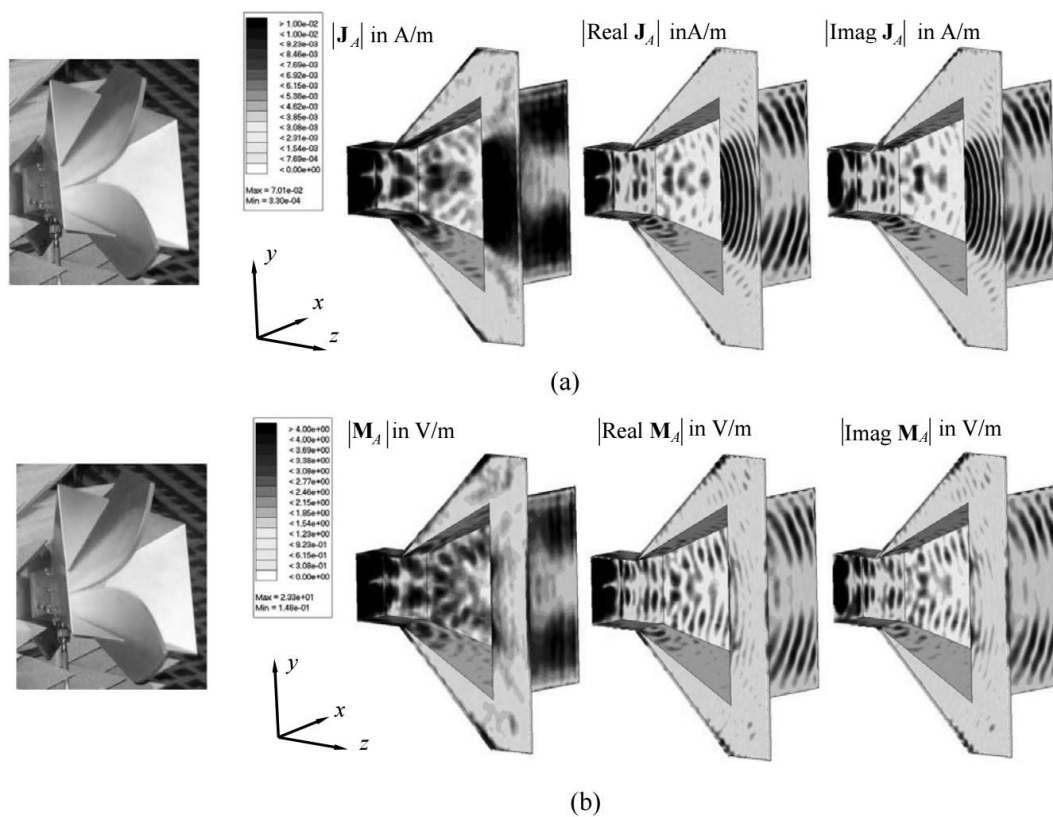 |J_A| in A/m
|Real J_A| inA/m
|Imag J_A| in A/m
> 1.00e-02
< 1.00e-02
< 9.23e-03
< 8.46e-03
< 7.69e-03
< 6.92e-03
< 6.15e-03
< 5.38e-03
< 4.62e-03
< 3.85e-03
< 3.08e-03
< 2.31e-03
< 1.54e-03
< 7.69e-04
< 0.00e+00
Max = 7.01e-02
Min = 3.30e-04
y
x
z
(a)
|M_A| in V/m
|Real M_A| in V/m
|Imag M_A| in V/m
> 4.00e+00
< 4.00e+00
< 3.69e+00
< 3.38e+00
< 3.08e+00
< 2.77e+00
< 2.46e+00
< 2.15e+00
< 1.85e+00
< 1.54e+00
< 1.23e+00
< 9.23e-01
< 6.15e-01
< 3.08e-01
< 0.00e+00
Max = 2.33e+01
Min = 1.48e-01
y
x
z
(b)